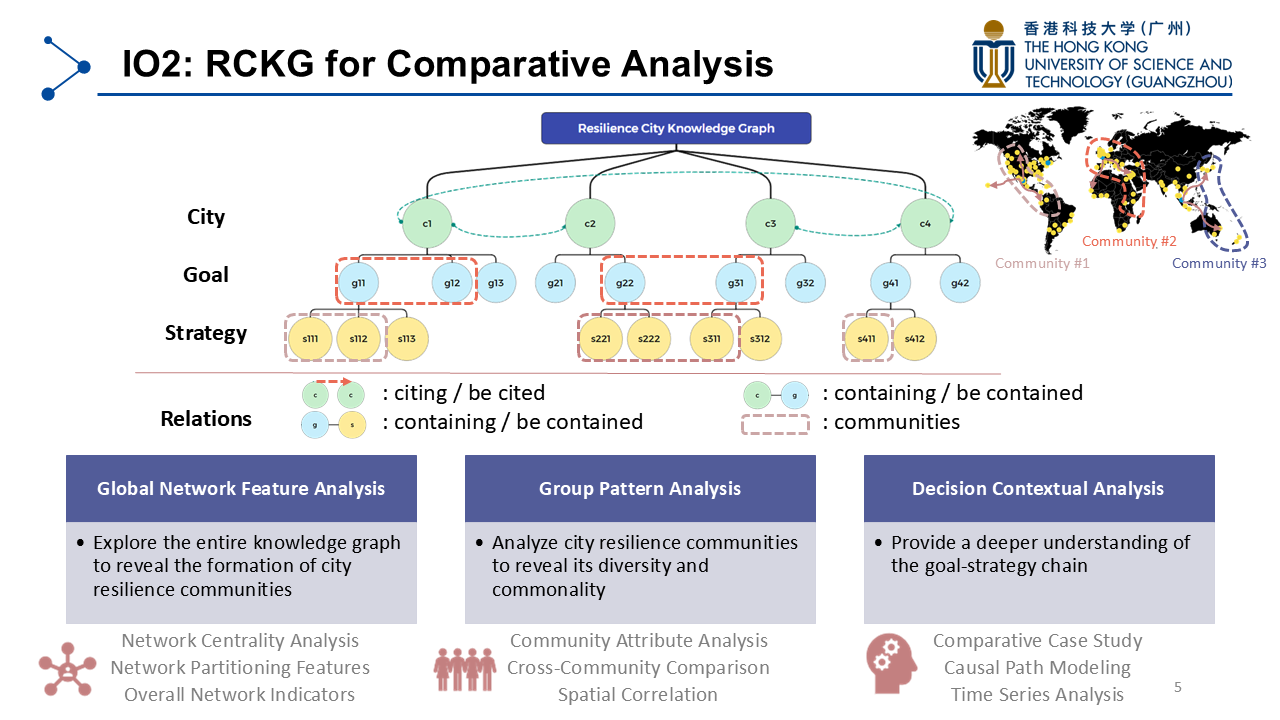 IO2: RCKG for Comparative Analysis
香港科技大学(广州)
THE HONG KONG
UNIVERSITY OF SCIENCE AND
TECHNOLOGY (GUANGZHOU)
Resilience City Knowledge Graph
City
c1
c2
c3
c4
Goal
g11
g12
g13
g21
g22
g31
g32
g41
g42
Strategy
s111
s112
s113
s221
s222
s311
s312
s411
s412
Community #1
Community #2
Community #3
Relations
c
c
: citing / be cited
c
g
: containing / be contained
g
s
: containing / be contained
: communities
Global Network Feature Analysis
• Explore the entire knowledge graph
to reveal the formation of city
resilience communities
Network Centrality Analysis
Network Partitioning Features
Overall Network Indicators
Group Pattern Analysis
• Analyze city resilience communities
to reveal its diversity and
commonality
Community Attribute Analysis
Cross-Community Comparison
Spatial Correlation
Decision Contextual Analysis
• Provide a deeper understanding of
the goal-strategy chain
Comparative Case Study
Causal Path Modeling
Time Series Analysis
5